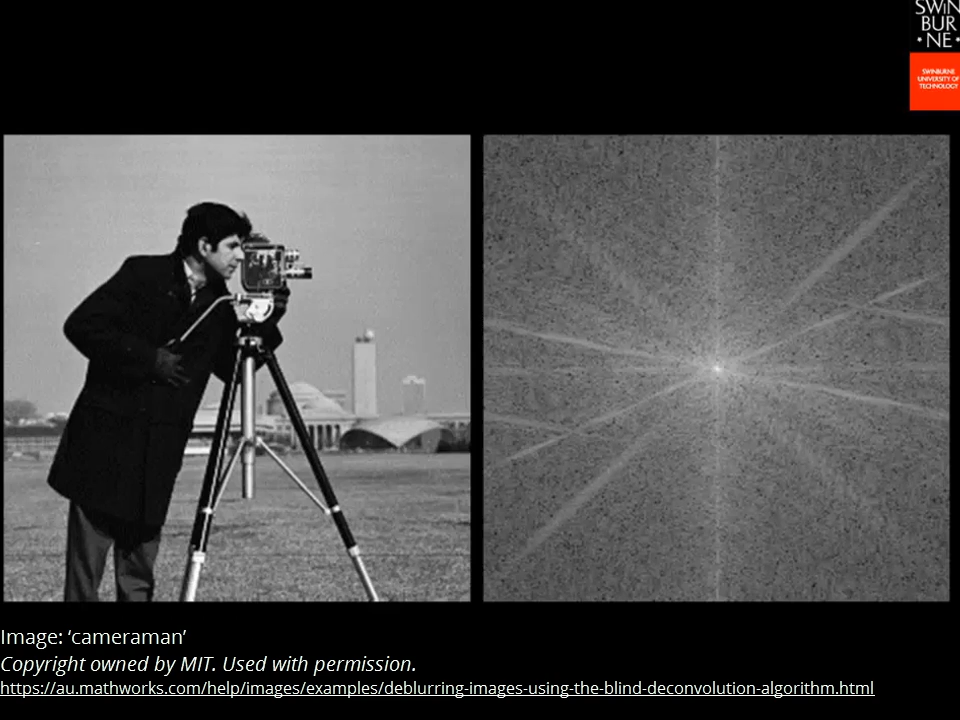 SWIN
BUR
• NE •
SWINBURNE
UNIVERSITY OF
TECHNOLOGY
Image: ‘cameraman’
Copyright owned by MIT. Used with permission.
https://au.mathworks.com/help/images/examples/deblurring-images-using-the-blind-deconvolution-algorithm.html